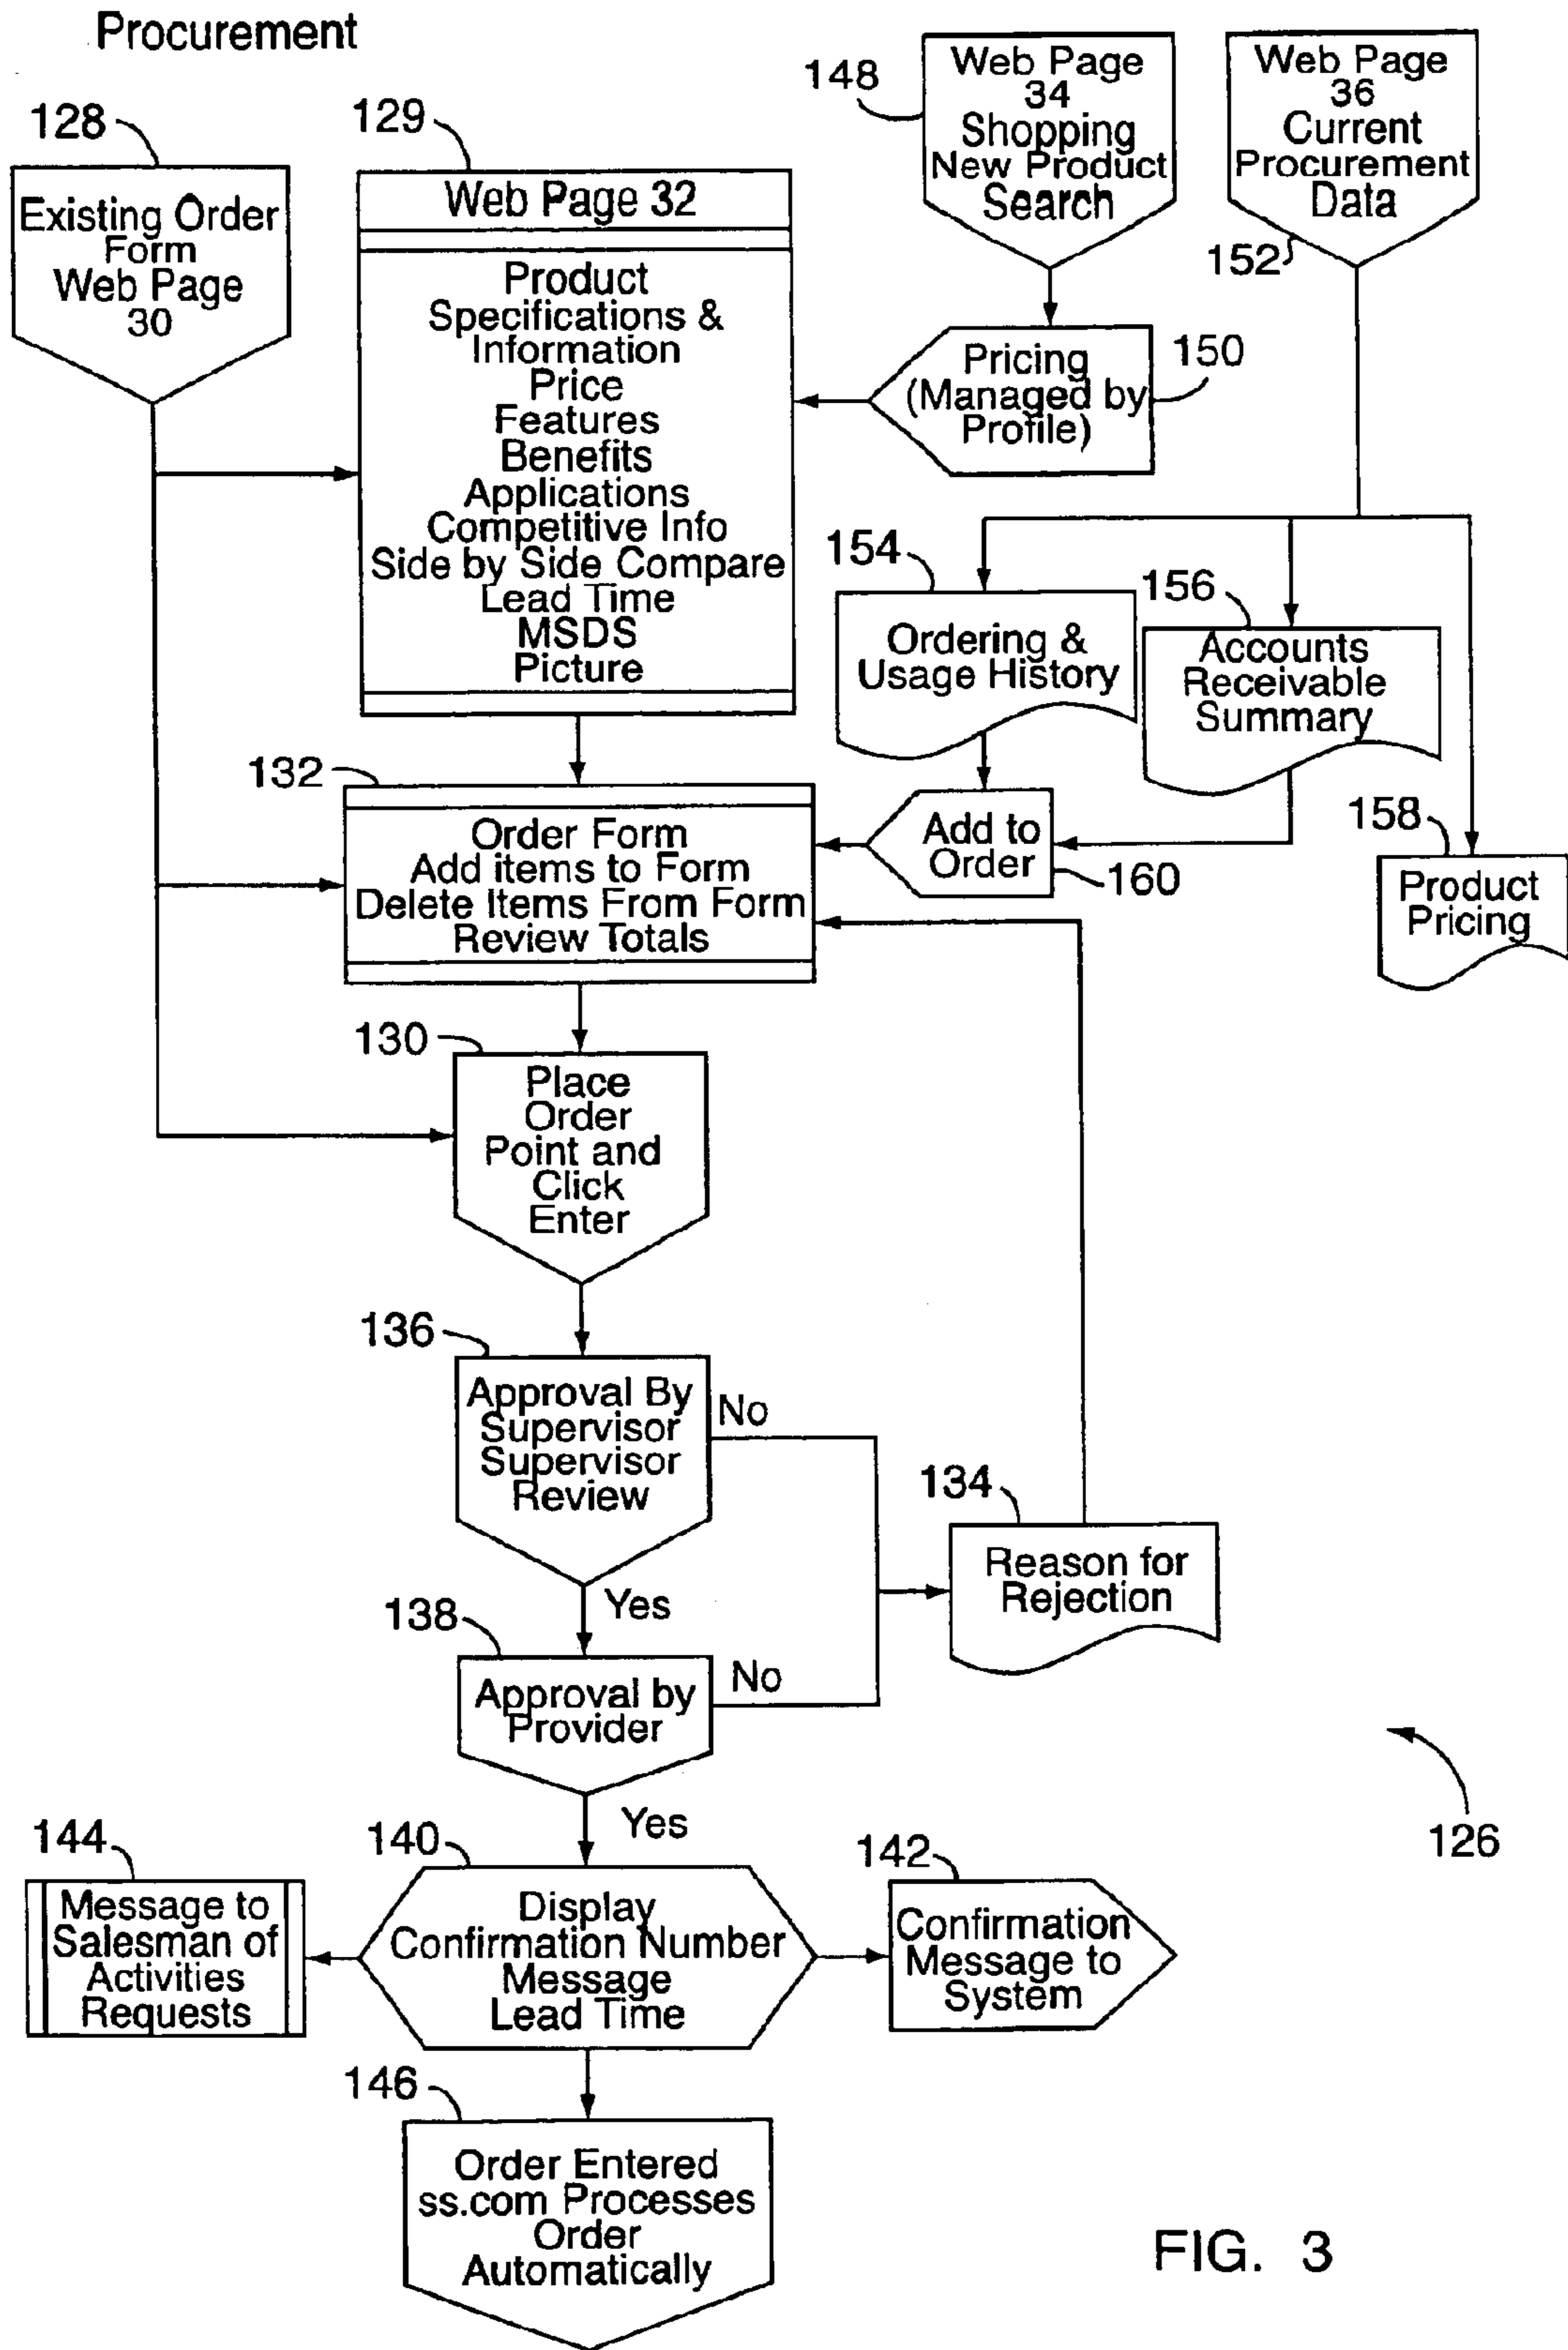 Procurement
128
Existing Order
Form
Web Page
30
129
Web Page 32
Product
Specifications &
Information
Price
Features
Benefits
Applications
Competitive Info
Side by Side Compare
Lead Time
MSDS
Picture
148
Web Page
34
Shopping
New Product
Search
Web Page
36
Current
Procurement
Data
152
Pricing
(Managed by
Profile)
150
154
Ordering &
Usage History
156
Accounts
Receivable
Summary
158
Product
Pricing
132
Order Form
Add items to Form
Delete Items From Form
Review Totals
Add to
Order
160
130
Place
Order
Point and
Click
Enter
136
Approval By
Supervisor
Supervisor
Review
No
Yes
134
Reason for
Rejection
138
Approval by
Provider
No
Yes
126
144
Message to
Salesman of
Activities
Requests
140
Display
Confirmation Number
Message
Lead Time
142
Confirmation
Message to
System
146
Order Entered
ss.com Processes
Order
Automatically
FIG. 3